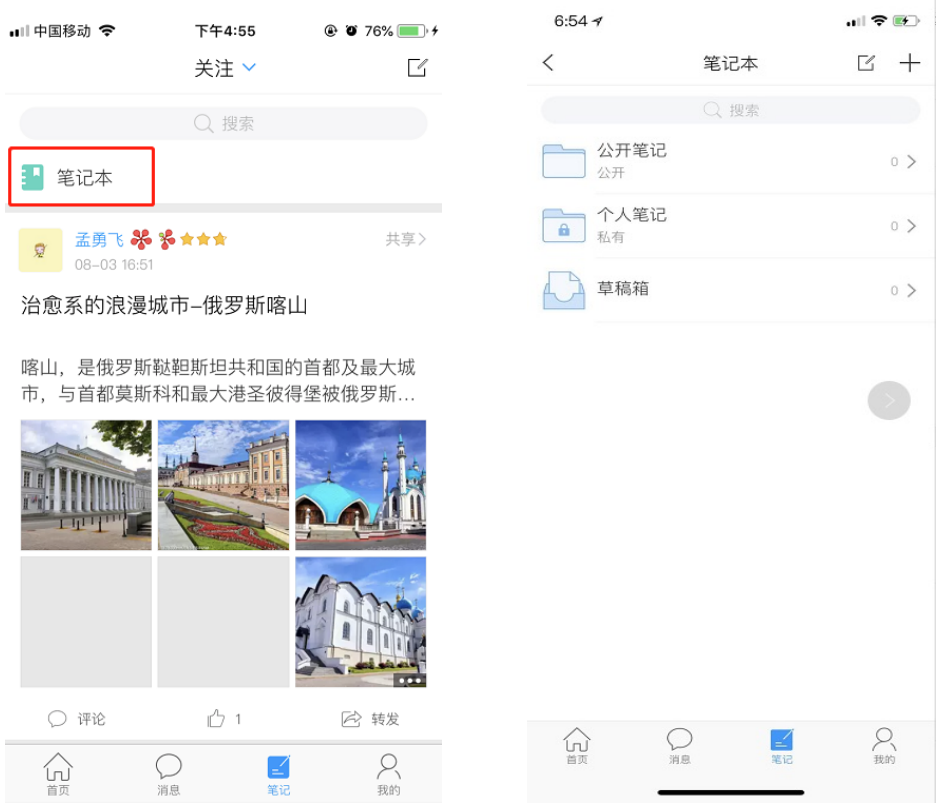 中国移动
下午4:55
76%
关注
搜索
笔记本
孟勇飞
共享
08-03 16:51
治愈系的浪漫城市-俄罗斯喀山
喀山，是俄罗斯鞑靼斯坦共和国的首都及最大城
市，与首都莫斯科和最大港圣彼得堡被俄罗斯...
评论
1
转发
首页
消息
笔记
我的
6:54
笔记本
搜索
公开笔记
公开
0
个人笔记
私有
0
草稿箱
0
首页
消息
笔记
我的